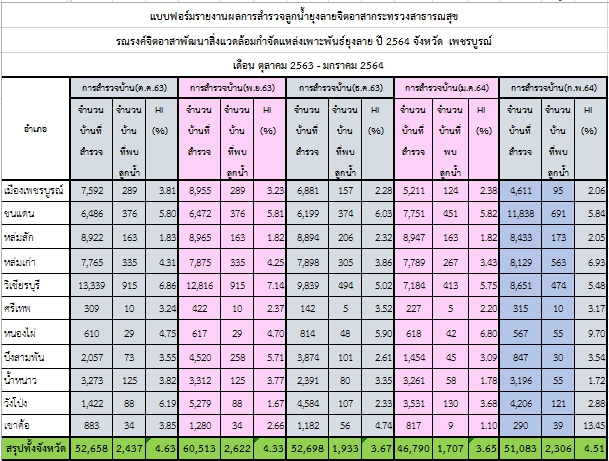 แบบฟอร์มรายงานผลการสำรวจลูกน้ำยุงลายจิตอาสากระทรวงสาธารณสุข
รณรงค์จิตอาสาพัฒนาสิ่งแวดล้อมกำจัดแหล่งเพาะพันธ์ยุงลาย ปี 2564 จังหวัด เพชรบูรณ์
เดือน ตุลาคม 2563 - มกราคม 2564
อำเภอ การสำรวจบ้าน(ต.ค.63) การสำรวจบ้าน(พ.ย.63) การสำรวจบ้าน(ธ.ค.63) การสำรวจบ้าน(ม.ค.64) การสำรวจบ้าน(ก.พ.64)
จำนวน จำนวน HI จำนวน จำนวน HI จำนวน จำนวน HI จำนวน จำนวน HI จำนวน จำนวน HI
บ้านที่ บ้าน (%) บ้านที่ บ้าน (%) บ้านที่ บ้าน (%) บ้านที่ บ้านที่ (%) บ้านที่ บ้าน (%)
สำรวจ ที่พบ สำรวจ ที่พบ สำรวจ ที่พบ สำรวจ พบ สำรวจ ที่พบ
ลูกน้ำ ลูกน้ำ ลูกน้ำ ลูกน้ำ ลูกน้ำ
เมืองเพชรบูรณ์ 7,592 289 3.81 8,955 289 3.23 6,881 157 2.28 5,211 124 2.38 4,611 95 2.06
ชนแดน 6,486 376 5.80 6,472 376 5.81 6,199 374 6.03 7,751 451 5.82 11,838 691 5.84
หล่มสัก 8,922 163 1.83 8,965 163 1.82 8,894 206 2.32 8,947 163 1.82 8,433 173 2.05
หล่มเก่า 7,765 335 4.31 7,875 335 4.25 7,898 305 3.86 7,789 267 3.43 8,129 563 6.93
วิเชียรบุรี 13,339 915 6.86 12,816 915 7.14 9,839 494 5.02 7,184 413 5.75 8,651 474 5.48
ศรีเทพ 309 10 3.24 422 10 2.37 142 5 3.52 227 5 2.20 315 10 3.17
หนองไผ่ 610 29 4.75 617 29 4.70 814 48 5.90 618 42 6.80 567 55 9.70
บึงสามพัน 2,057 73 3.55 4,520 258 5.71 3,874 101 2.61 1,454 45 3.09 847 30 3.54
น้ำหนาว 3,273 125 3.82 3,312 125 3.77 2,391 80 3.35 3,261 58 1.78 3,196 55 1.72
วังโป่ง 1,422 88 6.19 5,279 88 1.67 4,584 107 2.33 3,531 130 3.68 4,206 121 2.88
เขาค้อ 883 34 3.85 1,280 34 2.66 1,182 56 4.74 817 9 1.10 290 39 13.45
สรุปทั้งจังหวัด 52,658 2,437 4.63 60,513 2,622 4.33 52,698 1,933 3.67 46,790 1,707 3.65 51,083 2,306 4.51